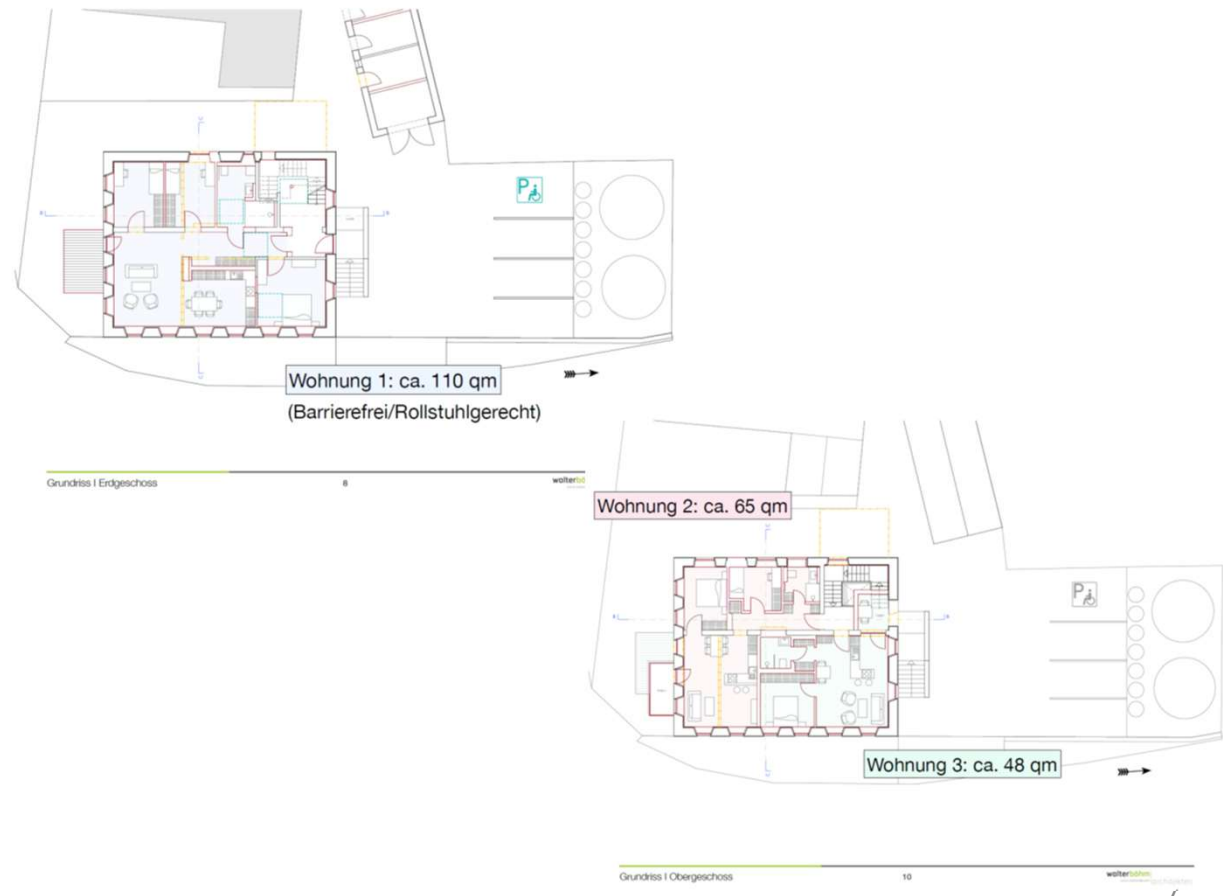 P
Wohnung 1: ca. 110 qm
(Barrierefrei/Rollstuhlgerecht)
Grundriss I Erdgeschoss
8
Wohnung 2: ca. 65 qm
P
Wohnung 3: ca. 48 qm
Grundriss I Obergeschoss
10
walterböhm